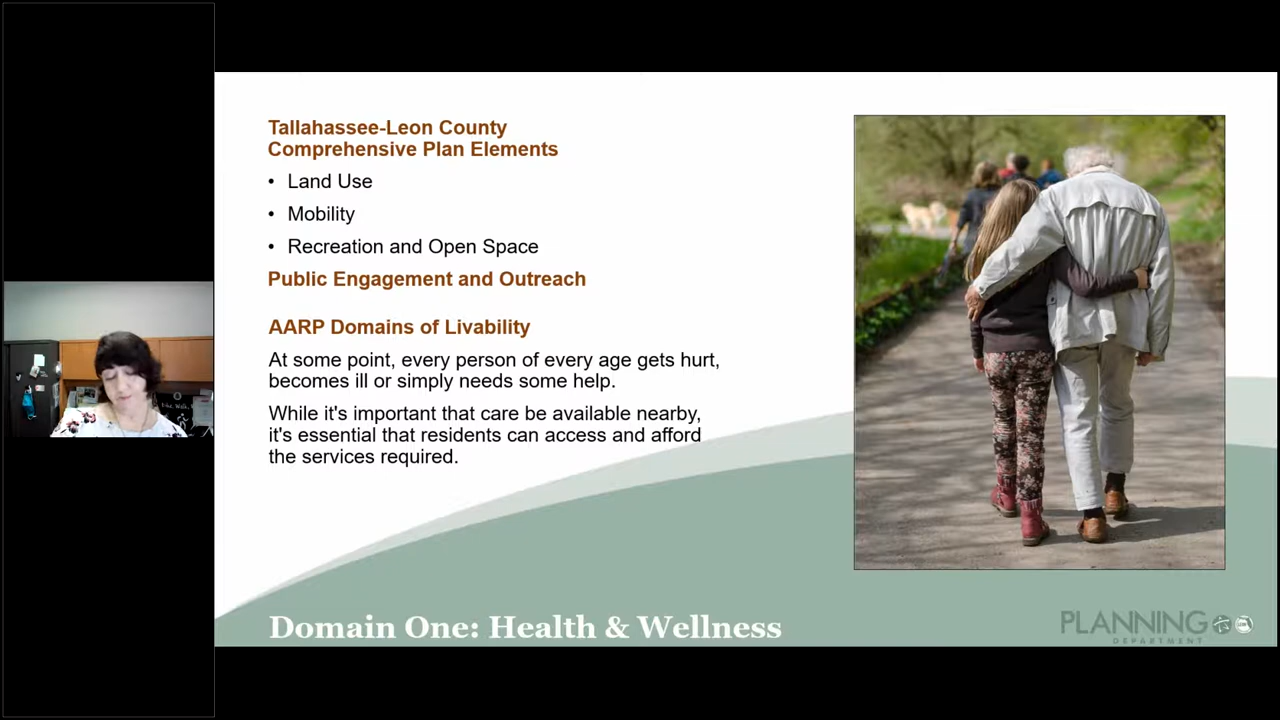 Tallahassee-Leon County
Comprehensive Plan Elements
• Land Use
• Mobility
• Recreation and Open Space
Public Engagement and Outreach
AARP Domains of Livability
At some point, every person of every age gets hurt,
becomes ill or simply needs some help.
While it's important that care be available nearby,
it's essential that residents can access and afford
the services required.
Domain One: Health & Wellness
PLANNING
DEPARTMENT